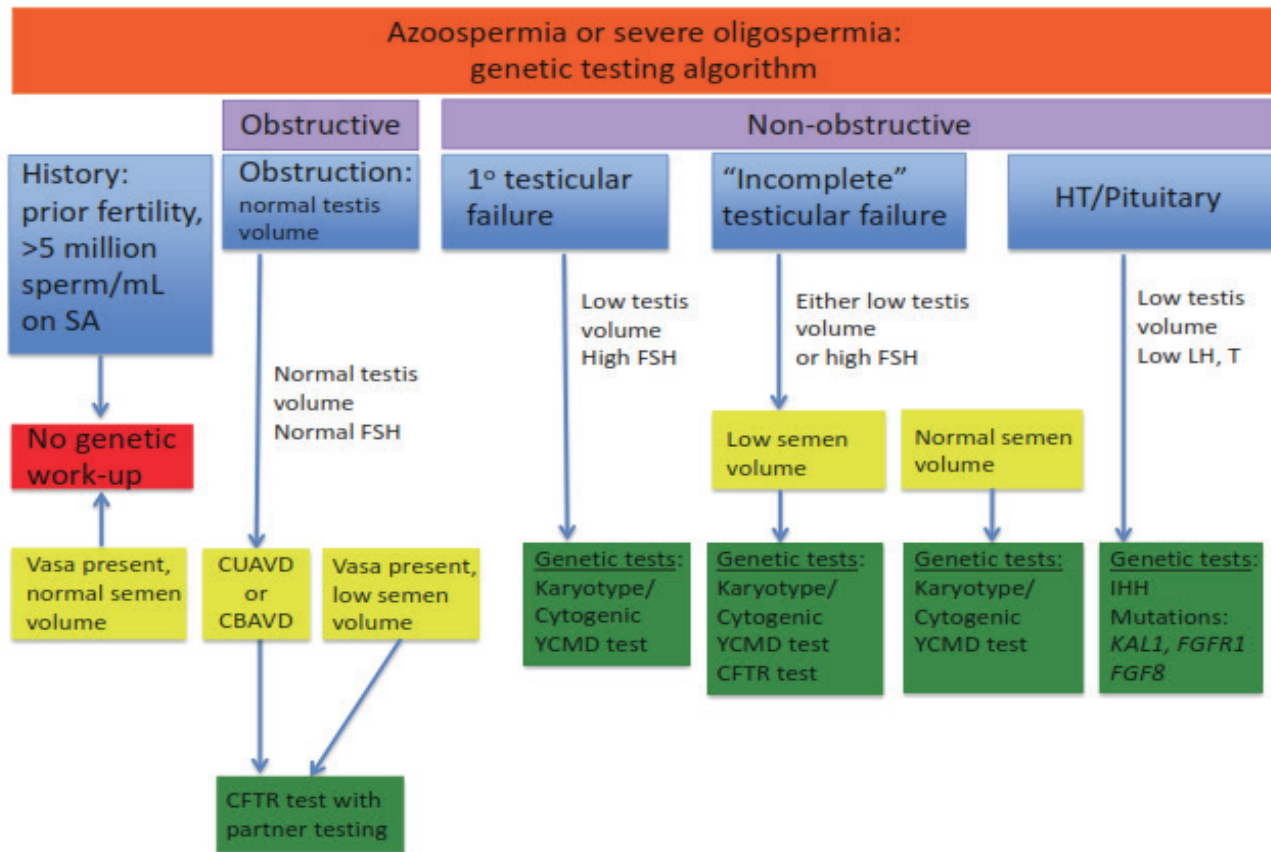 Azoospermia or severe oligospermia:
genetic testing algorithm
Obstructive
Non-obstructive
History:
prior fertility,
>5 million
sperm/mL
on SA
Obstruction:
normal testis
volume
1º testicular
failure
“Incomplete”
testicular failure
HT/Pituitary
Normal testis
volume
Normal FSH
Low testis
volume
High FSH
Either low testis
volume
or high FSH
Low testis
volume
Low LH, T
No genetic
work-up
Low semen
volume
Normal semen
volume
Vasa present,
normal semen
volume
CUAVD
or
CBAVD
Vasa present,
low semen
volume
Genetic tests:
Karyotype/
Cytogenic
YCMD test
Genetic tests:
Karyotype/
Cytogenic
YCMD test
CFTR test
Genetic tests:
Karyotype/
Cytogenic
YCMD test
Genetic tests:
IHH
Mutations:
KAL1, FGFR1
FGF8
CFTR test with
partner testing